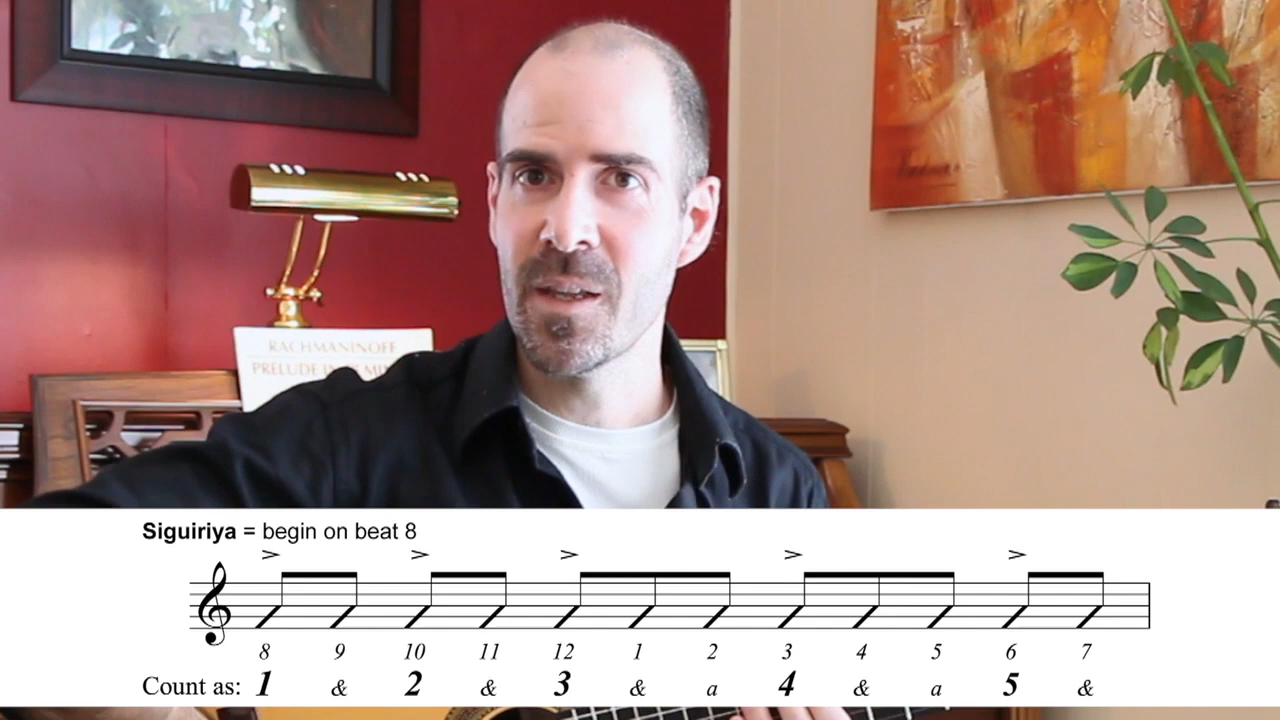 RACHMANINOFF
PRELUDE IN
Siguiriya = begin on beat 8
> > > > >
8 9 10 11 12 1 2 3 4 5 6 7
Count as: 1 & 2 & 3 & a 4 & a 5 &